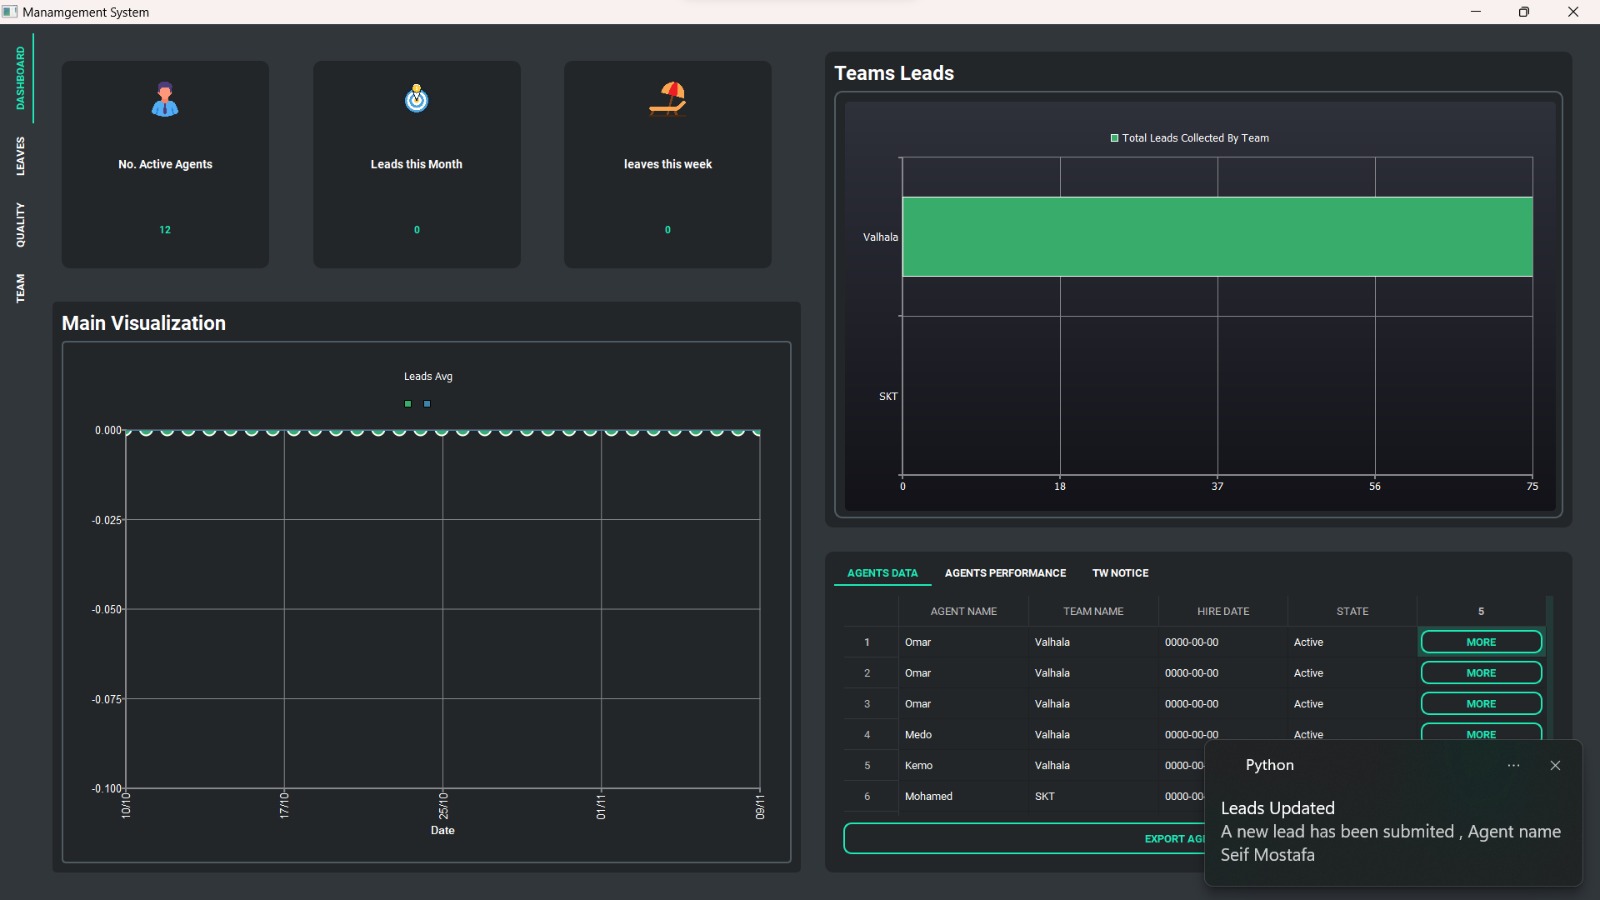 Manamgement System
DASHBOARD
LEAVES
QUALITY
TEAM
No. Active Agents
12
Leads this Month
0
leaves this week
0
Main Visualization
Leads Avg
0.000
-0.025
-0.050
-0.075
-0.100
10/10
17/10
25/10
01/11
09/11
Date
Teams Leads
Total Leads Collected By Team
Valhala
SKT
0 18 37 56 75
AGENTS DATA AGENTS PERFORMANCE TW NOTICE
AGENT NAME TEAM NAME HIRE DATE STATE 5
1 Omar Valhala 0000-00-00 Active MORE
2 Omar Valhala 0000-00-00 Active MORE
3 Omar Valhala 0000-00-00 Active MORE
4 Medo Valhala 0000-00-00 Active MORE
5 Kemo Valhala 0000-00
6 Mohamed SKT 0000-00
EXPORT AG
Python
Leads Updated
A new lead has been submited , Agent name
Seif Mostafa